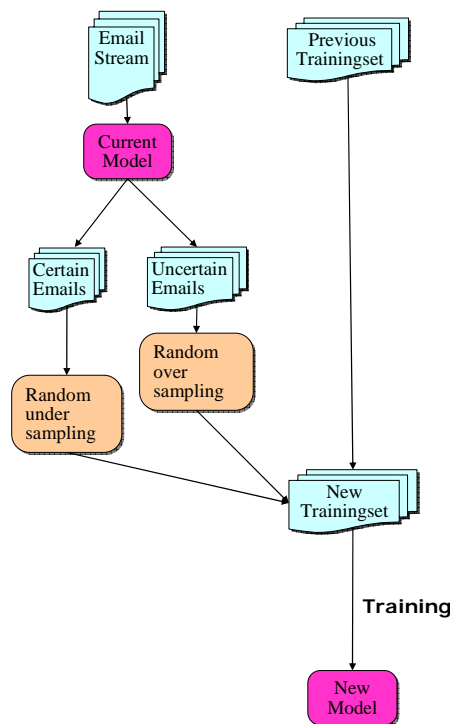 Email
Stream
Previous
Trainingset
Current
Model
Certain
Emails
Uncertain
Emails
Random
under
sampling
Random
over
sampling
New
Trainingset
Training
New
Model